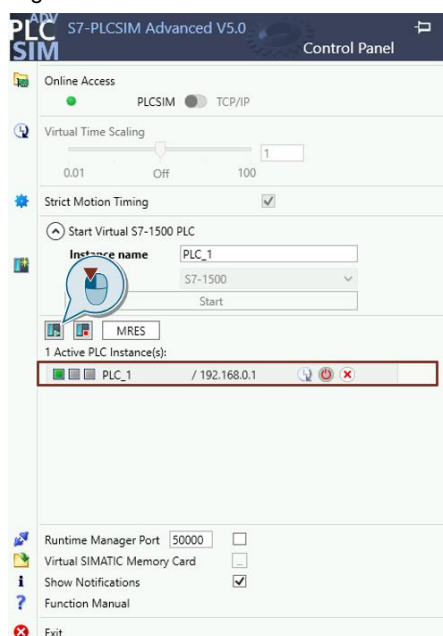 PLC ADV
SIM
S7-PLCSIM Advanced V5.0
Control Panel
Online Access
PLCSIM TCP/IP
Virtual Time Scaling
1
0.01 Off 100
Strict Motion Timing
Start Virtual S7-1500 PLC
Instance name PLC_1
S7-1500
Start
MRES
1 Active PLC Instance(s):
PLC_1 / 192.168.0.1
Runtime Manager Port 50000
Virtual SIMATIC Memory Card ...
Show Notifications
Function Manual
Exit